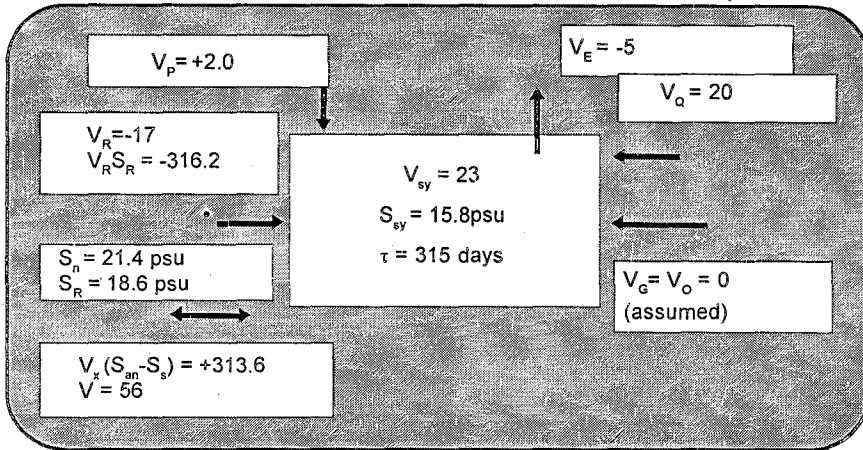 V_P = +2.0
V_E = -5
V_Q = 20
V_R = -17
V_R S_R = -316.2
V_sy = 23
S_sy = 15.8psu
τ = 315 days
S_n = 21.4 psu
S_R = 18.6 psu
V_G = V_O = 0
(assumed)
V_x (S_an-S_s) = +313.6
V = 56